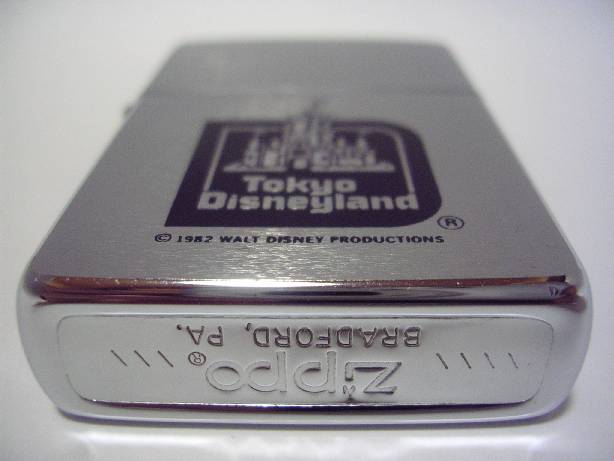 Tokyo
Disneyland ®
© 1982 WALT DISNEY PRODUCTIONS
\\\\ Zippo ® \\\\
BRADFORD, PA.